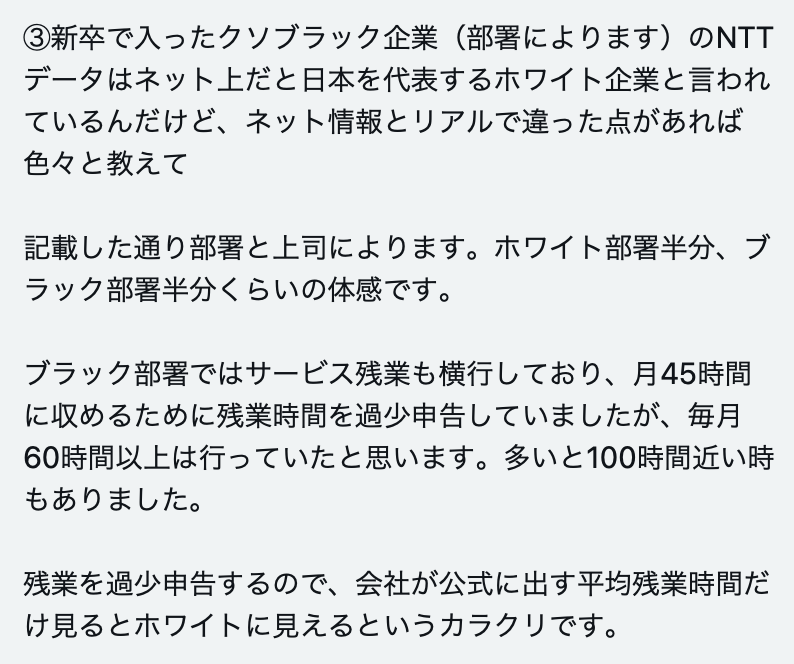 ③新卒で入ったクソブラック企業（部署によります）のNTT
データはネット上だと日本を代表するホワイト企業と言われ
ているんだけど、ネット情報とリアルで違った点があれば
色々と教えて
記載した通り部署と上司によります。ホワイト部署半分、ブ
ラック部署半分くらいの体感です。
ブラック部署ではサービス残業も横行しており、月45時間
に収めるために残業時間を過少申告していましたが、毎月
60時間以上は行っていたと思います。多いと100時間近い時
もありました。
残業を過少申告するので、会社が公式に出す平均残業時間だ
け見るとホワイトに見えるというカラクリです。